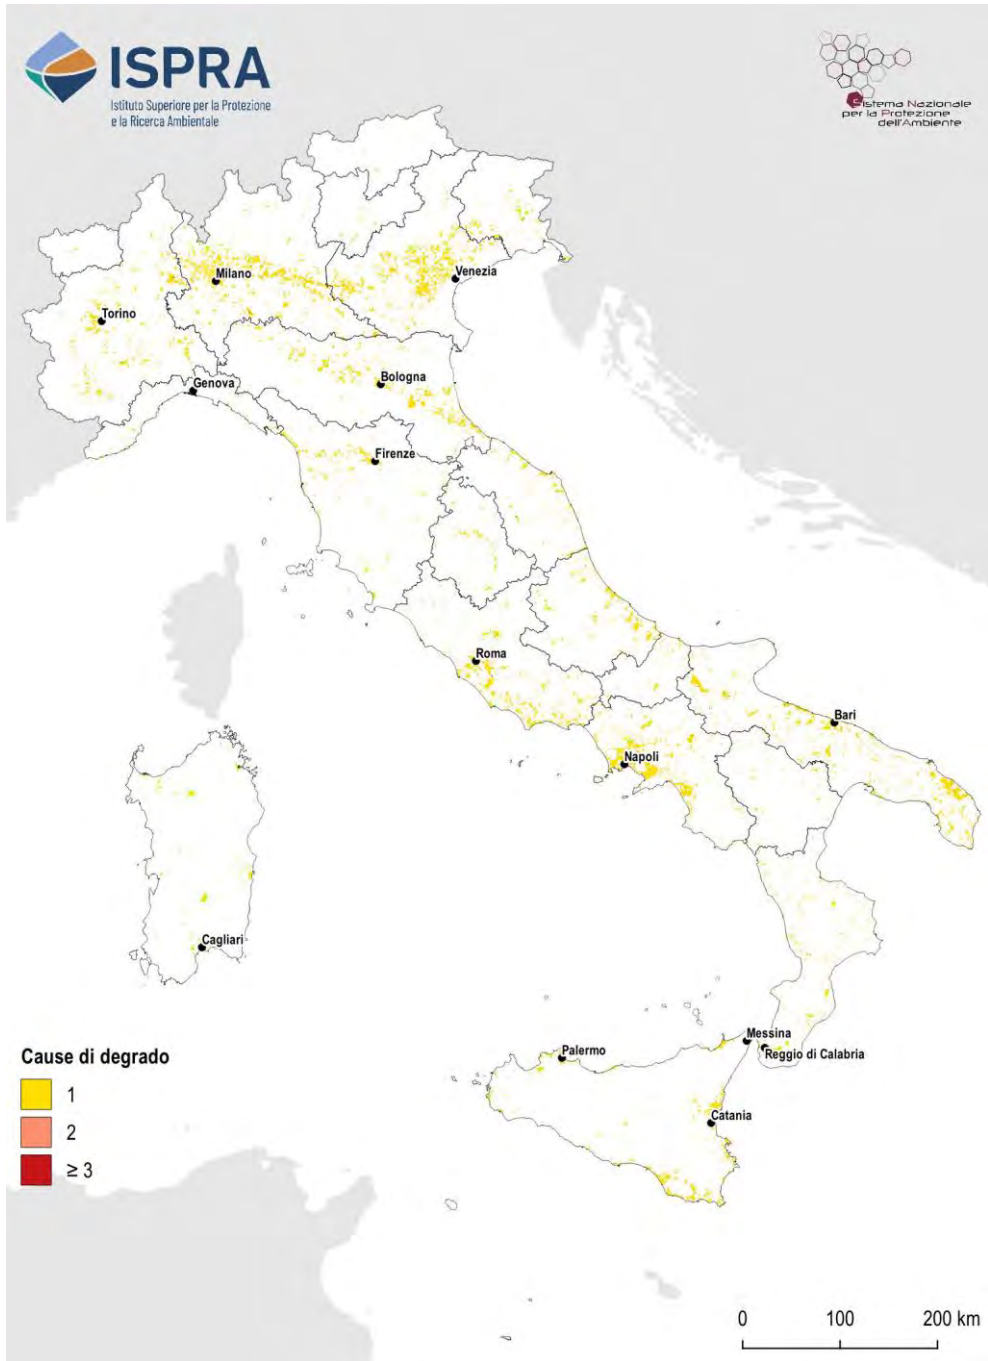 ISPRA
Istituto Superiore per la Protezione
e la Ricerca Ambientale
Sistema Nazionale
per la Protezione
dell'Ambiente
Milano
Venezia
Torino
Bologna
Genova
Firenze
Roma
Bari
Napoli
Cagliari
Messina
Palermo
Reggio di Calabria
Catania
Cause di degrado
1
2
≥ 3
0 100 200 km